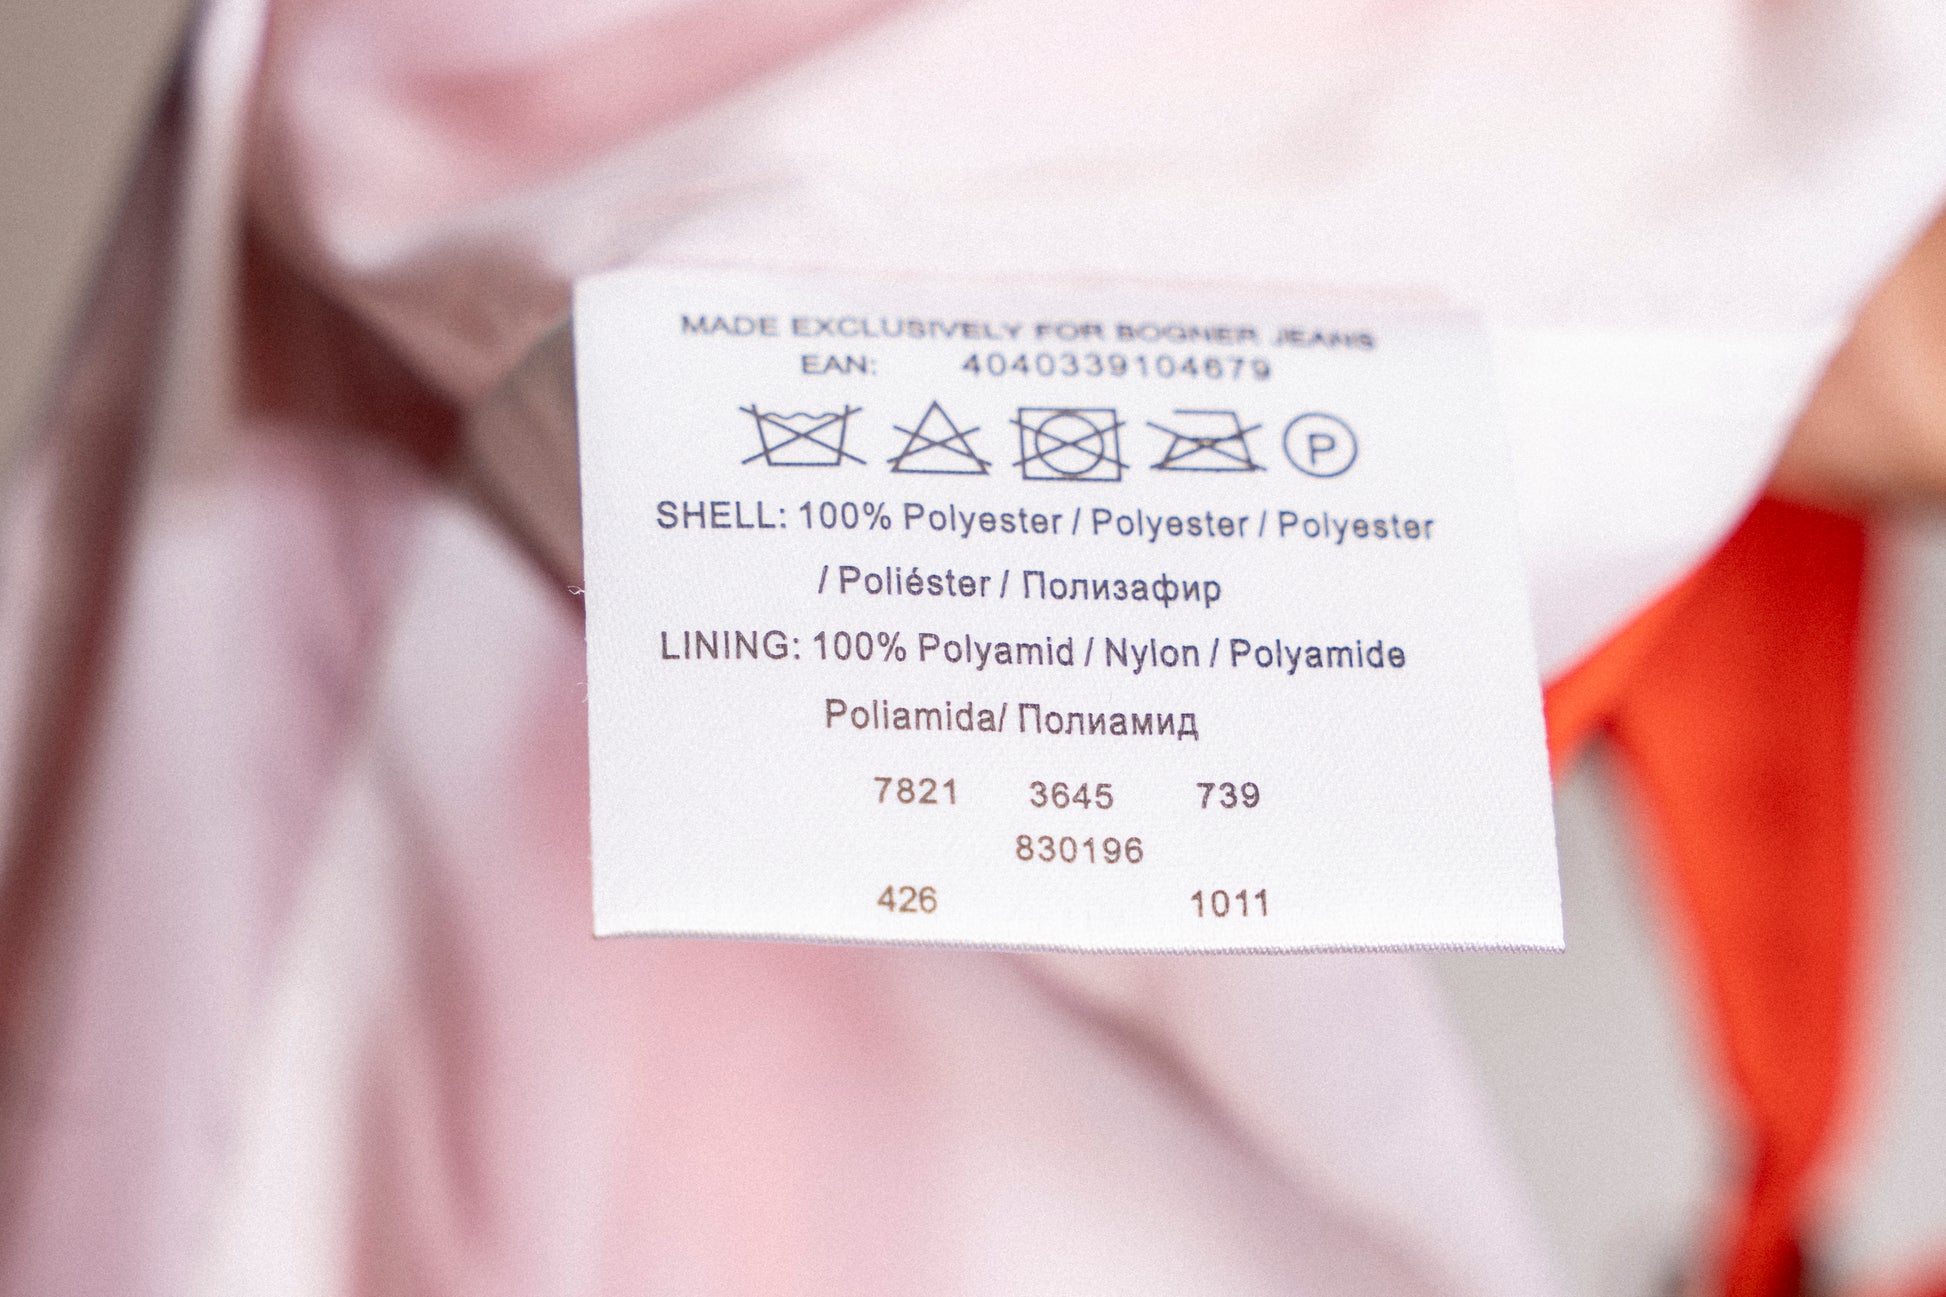 MADE EXCLUSIVELY FOR BOGNER JEANS
EAN: 4040339104679
P
SHELL: 100% Polyester / Polyester / Polyester
/ Poliéster / Полизафир
LINING: 100% Polyamid / Nylon / Polyamide
Poliamida/ Полиамид
7821 3645 739
830196
426 1011